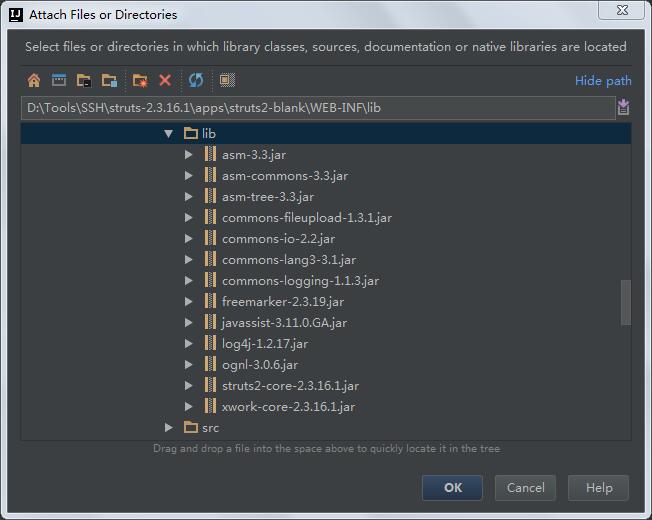 IJ Attach Files or Directories
Select files or directories in which library classes, sources, documentation or native libraries are located
Hide path
D:\Tools\SSH\struts-2.3.16.1\apps\struts2-blank\WEB-INF\lib
lib
asm-3.3.jar
asm-commons-3.3.jar
asm-tree-3.3.jar
commons-fileupload-1.3.1.jar
commons-io-2.2.jar
commons-lang3-3.1.jar
commons-logging-1.1.3.jar
freemarker-2.3.19.jar
javassist-3.11.0.GA.jar
log4j-1.2.17.jar
ognl-3.0.6.jar
struts2-core-2.3.16.1.jar
xwork-core-2.3.16.1.jar
src
Drag and drop a file into the space above to quickly locate it in the tree
OK Cancel Help